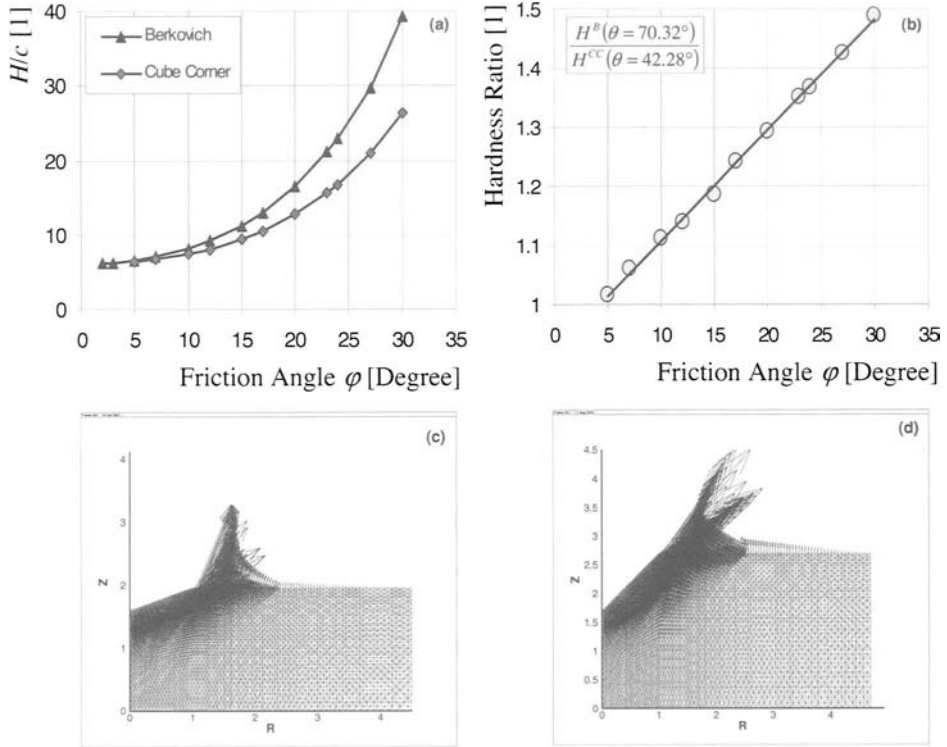 (a)
H/c [1]
Berkovich
Cube Corner
40
30
20
10
0
0 5 10 15 20 25 30 35
Friction Angle φ [Degree]
(b)
Hardness Ratio [1]
H^B(θ = 70.32°)
H^CC(θ = 42.28°)
1.5
1.4
1.3
1.2
1.1
1
0 5 10 15 20 25 30 35
Friction Angle φ [Degree]
(c)
Z
4
3
2
1
0
0 1 2 3 4
R
(d)
Z
4.5
4
3.5
3
2.5
2
1.5
1
0.5
0
0 1 2 3 4
R